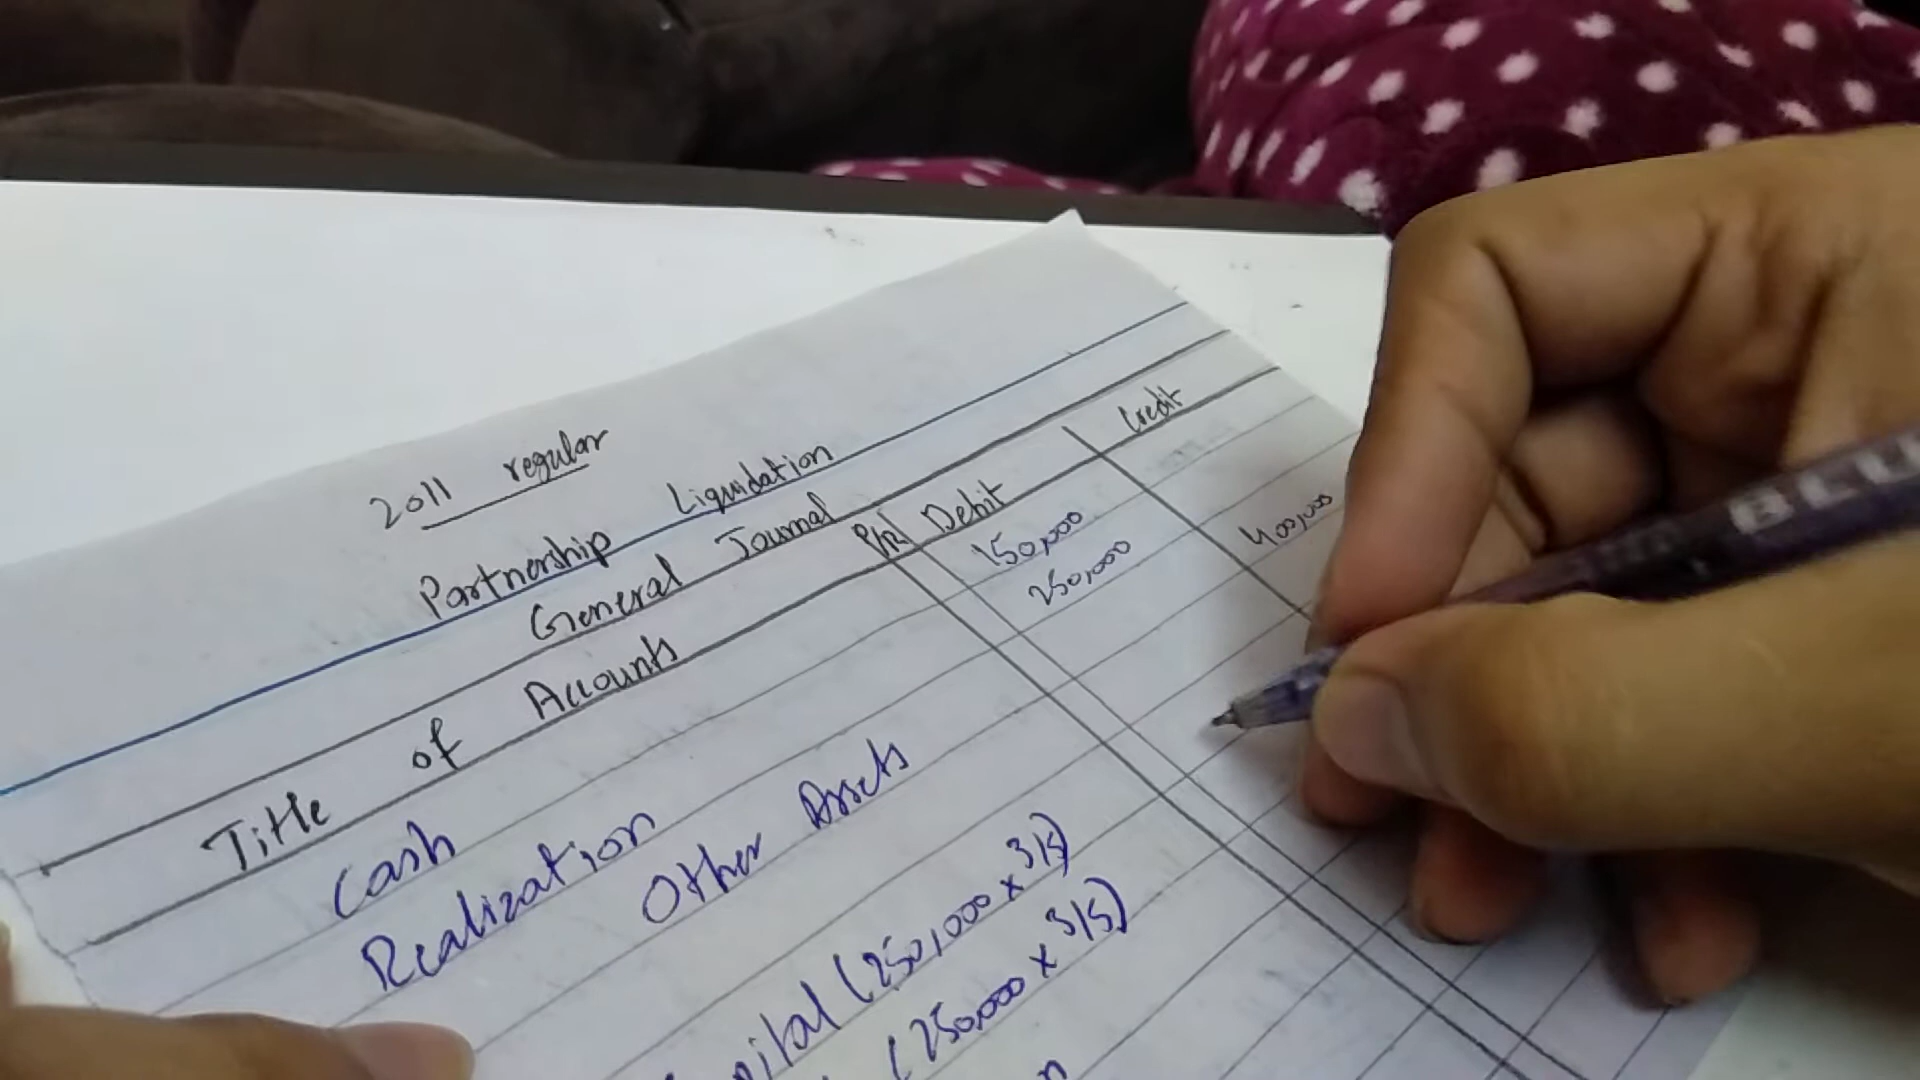 2011 regular
Partnership Liquidation
General Journal
Title of Accounts P/R Debit Credit
Cash 150,000
Realization 250,000
Other Assets 400,000
(250,000 x 3/5)
(250,000 x 3/5)